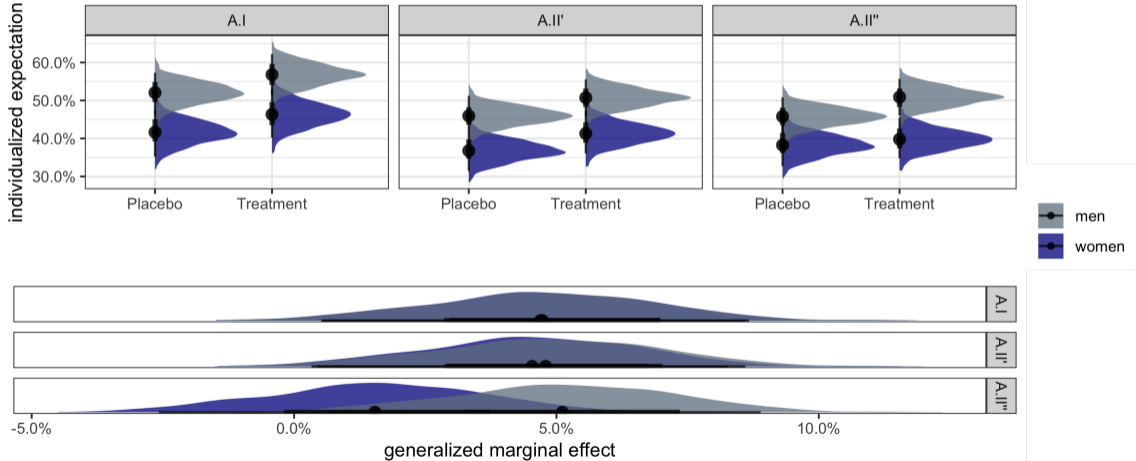 individualized expectation
A.I
A.II'
A.II"
60.0%
50.0%
40.0%
30.0%
Placebo
Treatment
Placebo
Treatment
Placebo
Treatment
men
women
A.I
A.II'
A.II"
-5.0%
0.0%
5.0%
10.0%
generalized marginal effect